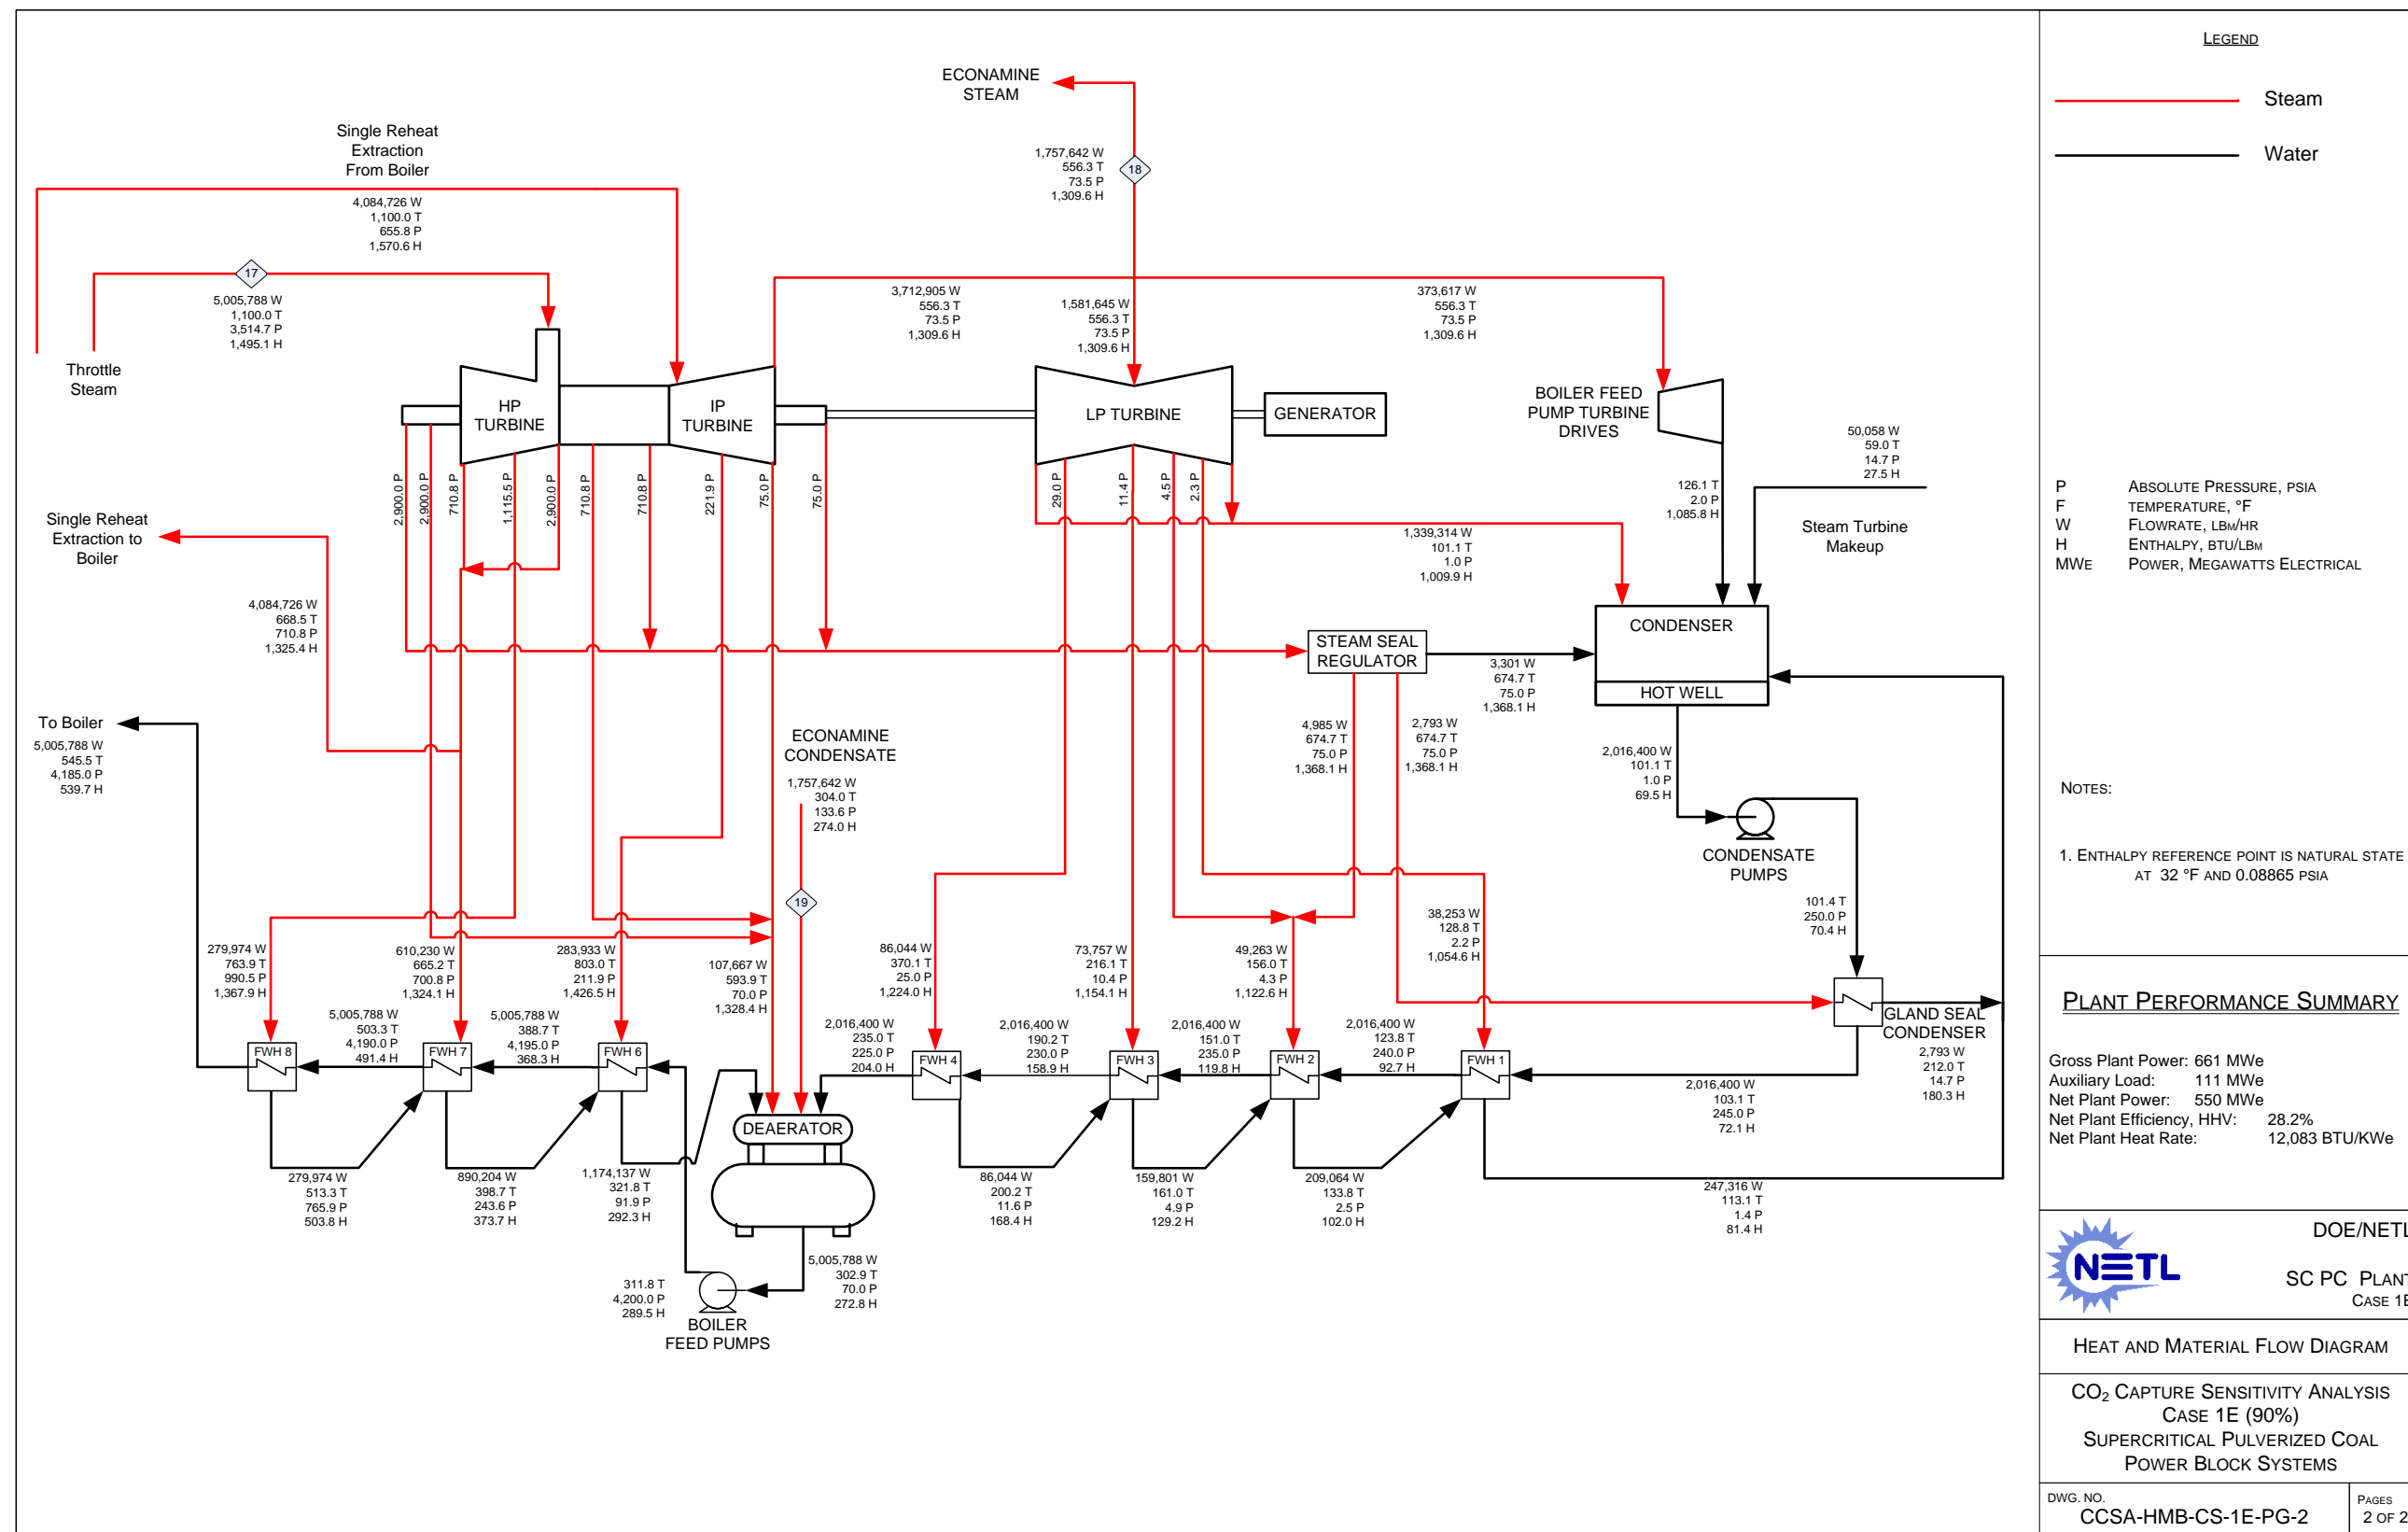 ECONAMINE
STEAM
1,757,642 W
556.3 T
73.5 P
1,309.6 H
18
Single Reheat
Extraction
From Boiler
4,084,726 W
1,100.0 T
655.8 P
1,570.6 H
17
5,005,788 W
1,100.0 T
3,514.7 P
1,495.1 H
Throttle
Steam
3,712,905 W
556.3 T
73.5 P
1,309.6 H
1,581,645 W
556.3 T
73.5 P
1,309.6 H
373,617 W
556.3 T
73.5 P
1,309.6 H
HP
TURBINE
IP
TURBINE
LP TURBINE
GENERATOR
BOILER FEED
PUMP TURBINE
DRIVES
50,058 W
59.0 T
14.7 P
27.5 H
126.1 T
2.0 P
1,085.8 H
Steam Turbine
Makeup
2,900.0 P
2,900.0 P
710.8 P
1,115.5 P
2,900.0 P
710.8 P
710.8 P
221.9 P
75.0 P
75.0 P
29.0 P
11.4 P
4.5 P
2.3 P
Single Reheat
Extraction to
Boiler
1,339,314 W
101.1 T
1.0 P
1,009.9 H
4,084,726 W
668.5 T
710.8 P
1,325.4 H
STEAM SEAL
REGULATOR
CONDENSER
HOT WELL
3,301 W
674.7 T
75.0 P
1,368.1 H
To Boiler
5,005,788 W
545.5 T
4,185.0 P
539.7 H
ECONAMINE
CONDENSATE
1,757,642 W
304.0 T
133.6 P
274.0 H
19
4,985 W
674.7 T
75.0 P
1,368.1 H
2,793 W
674.7 T
75.0 P
1,368.1 H
2,016,400 W
101.1 T
1.0 P
69.5 H
CONDENSATE
PUMPS
101.4 T
250.0 P
70.4 H
279,974 W
763.9 T
990.5 P
1,367.9 H
610,230 W
665.2 T
700.8 P
1,324.1 H
283,933 W
803.0 T
211.9 P
1,426.5 H
107,667 W
593.9 T
70.0 P
1,328.4 H
86,044 W
370.1 T
25.0 P
1,224.0 H
73,757 W
216.1 T
10.4 P
1,154.1 H
49,263 W
156.0 T
4.3 P
1,122.6 H
38,253 W
128.8 T
2.2 P
1,054.6 H
5,005,788 W
503.3 T
4,190.0 P
491.4 H
5,005,788 W
388.7 T
4,195.0 P
368.3 H
2,016,400 W
235.0 T
225.0 P
204.0 H
2,016,400 W
190.2 T
230.0 P
158.9 H
2,016,400 W
151.0 T
235.0 P
119.8 H
2,016,400 W
123.8 T
240.0 P
92.7 H
GLAND SEAL
CONDENSER
2,793 W
212.0 T
14.7 P
180.3 H
FWH 8
FWH 7
FWH 6
FWH 4
FWH 3
FWH 2
FWH 1
2,016,400 W
103.1 T
245.0 P
72.1 H
DEAERATOR
279,974 W
513.3 T
765.9 P
503.8 H
890,204 W
398.7 T
243.6 P
373.7 H
1,174,137 W
321.8 T
91.9 P
292.3 H
86,044 W
200.2 T
11.6 P
168.4 H
159,801 W
161.0 T
4.9 P
129.2 H
209,064 W
133.8 T
2.5 P
102.0 H
247,316 W
113.1 T
1.4 P
81.4 H
311.8 T
4,200.0 P
289.5 H
5,005,788 W
302.9 T
70.0 P
272.8 H
BOILER
FEED PUMPS
LEGEND
Steam
Water
P ABSOLUTE PRESSURE, PSIA
F TEMPERATURE, °F
W FLOWRATE, LBM/HR
H ENTHALPY, BTU/LBM
MWE POWER, MEGAWATTS ELECTRICAL
NOTES:
1. ENTHALPY REFERENCE POINT IS NATURAL STATE
AT 32 °F AND 0.08865 PSIA
PLANT PERFORMANCE SUMMARY
Gross Plant Power: 661 MWe
Auxiliary Load: 111 MWe
Net Plant Power: 550 MWe
Net Plant Efficiency, HHV: 28.2%
Net Plant Heat Rate: 12,083 BTU/KWe
NETL
DOE/NETL
SC PC PLANT
CASE 1E
HEAT AND MATERIAL FLOW DIAGRAM
CO₂ CAPTURE SENSITIVITY ANALYSIS
CASE 1E (90%)
SUPERCRITICAL PULVERIZED COAL
POWER BLOCK SYSTEMS
DWG. NO.
CCSA-HMB-CS-1E-PG-2
PAGES
2 OF 2